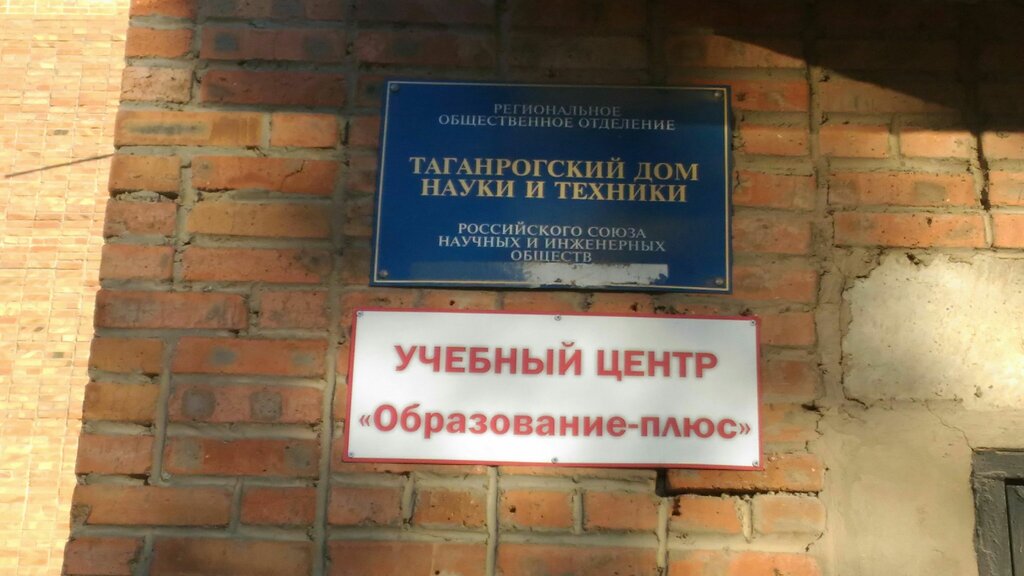 РЕГИОНАЛЬНОЕ
ОБЩЕСТВЕННОЕ ОТДЕЛЕНИЕ
ТАГАНРОГСКИЙ ДОМ
НАУКИ И ТЕХНИКИ
РОССИЙСКОГО СОЮЗА
НАУЧНЫХ И ИНЖЕНЕРНЫХ
ОБЩЕСТВ
УЧЕБНЫЙ ЦЕНТР
«Образование-плюс»